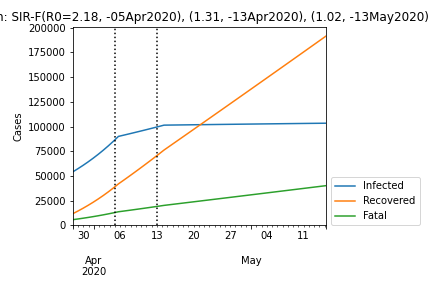 : SIR-F(R0=2.18, -05Apr2020), (1.31, -13Apr2020), (1.02, -13May2020)
200000
175000
150000
125000
100000
75000
50000
25000
0
Cases
Infected
Recovered
Fatal
30 06 13 20 27 04 11
Apr May
2020